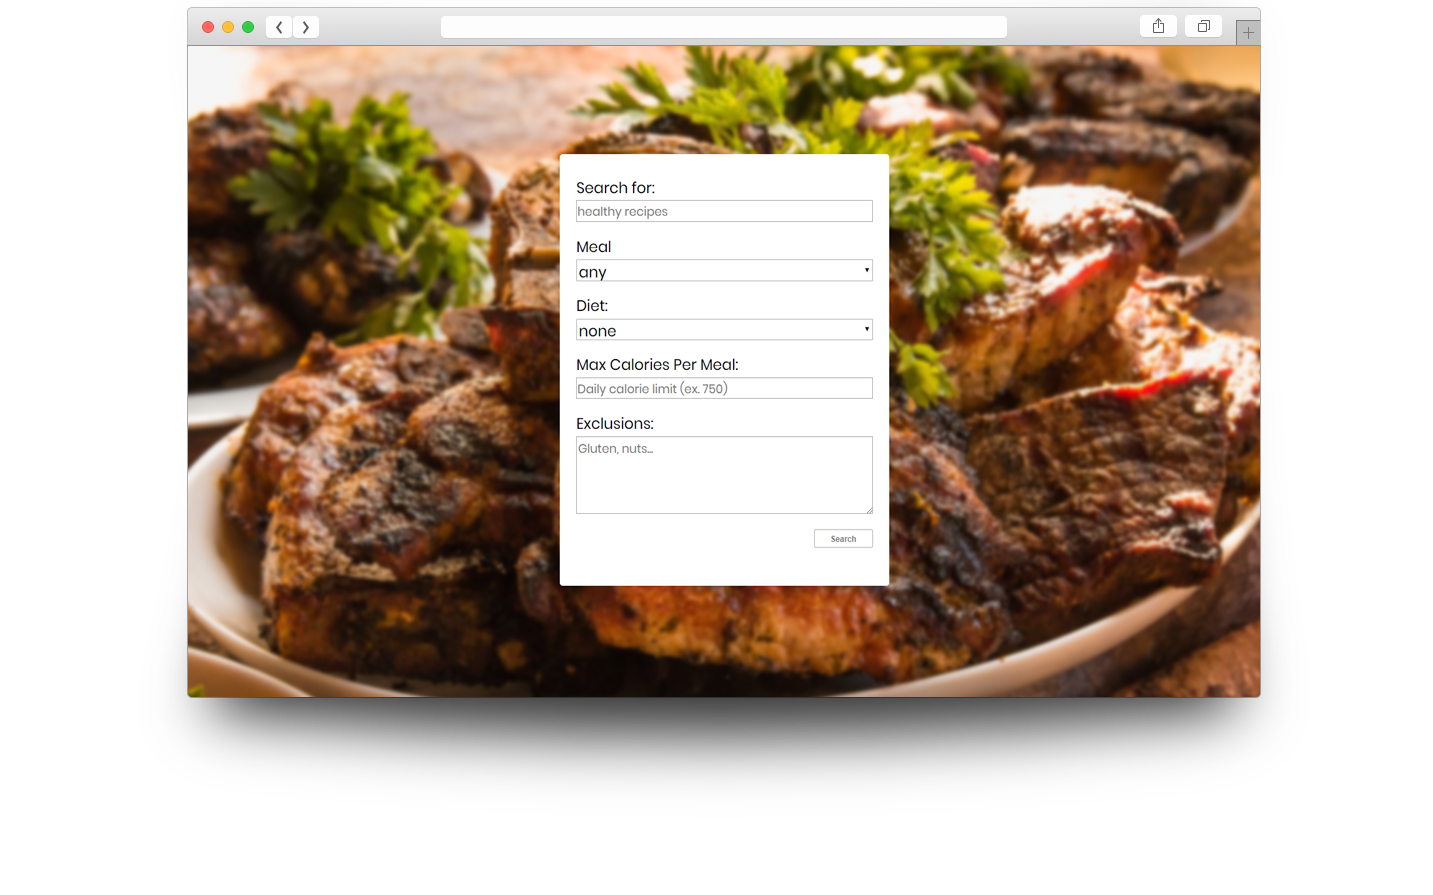 Search for:
healthy recipes
Meal
any
Diet:
none
Max Calories Per Meal:
Daily calorie limit (ex. 750)
Exclusions:
Gluten, nuts...
Search